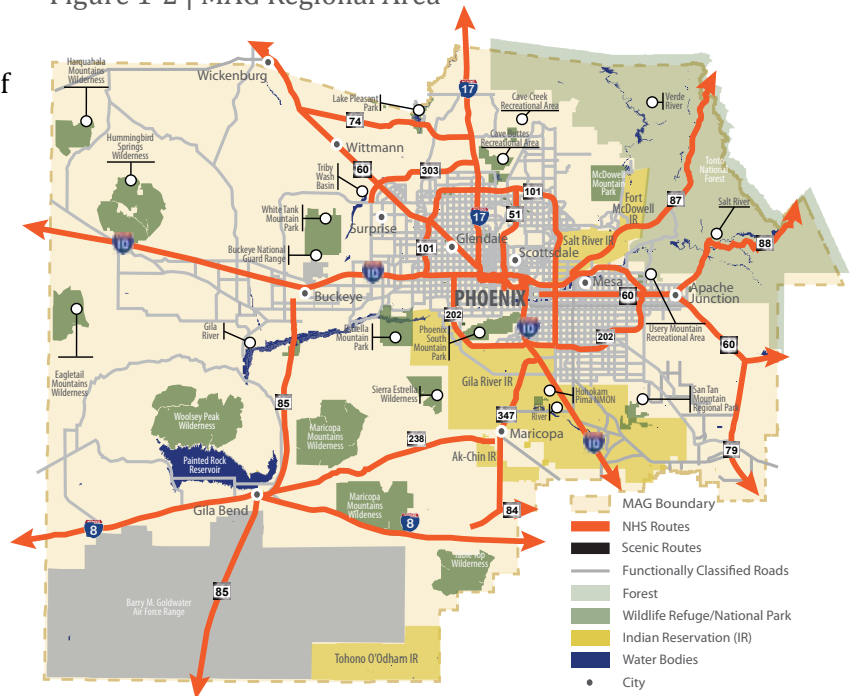 Figure 1-2 | MAG Regional Area
f
Harquahala
Mountains
Wilderness
Wickenburg
17
Lake Pleasant
Park
Cave Creek
Recreational Area
Verde
River
74
Hummingbird
Springs
Wilderness
Wittmann
Cave Buttes
Recreational Area
Tonto
National
Forest
60
303
Triby
Wash
Basin
McDowell
Mountain
Park
101
Fort
McDowell
IR
87
White Tank
Mountain
Park
51
17
Salt River
Surprise
10
101
Glendale
Salt River IR
88
Buckeye National
Guard Range
Scottsdale
10
Mesa
Buckeye
PHOENIX
60
Apache
Junction
202
Gila
River
Mountain
Park
Phoenix
South
Mountain
Park
10
202
Usery Mountain
Recreational Area
60
Eagletail
Mountains
Wilderness
Gila River IR
Sierra Estrella
Wilderness
Hohokam
Pima NMON
San Tan
Mountain
Regional Park
85
Woolsey Peak
Wilderness
Maricopa
Mountains
Wilderness
River
347
238
Maricopa
10
79
Painted Rock
Reservoir
Ak-Chin IR
Gila Bend
Maricopa
Mountains
Wildeness
84
8
8
Table Top
Wilderness
85
Barry M. Goldwater
Air Force Range
Tohono O'Odham IR
MAG Boundary
NHS Routes
Scenic Routes
Functionally Classified Roads
Forest
Wildlife Refuge/National Park
Indian Reservation (IR)
Water Bodies
City